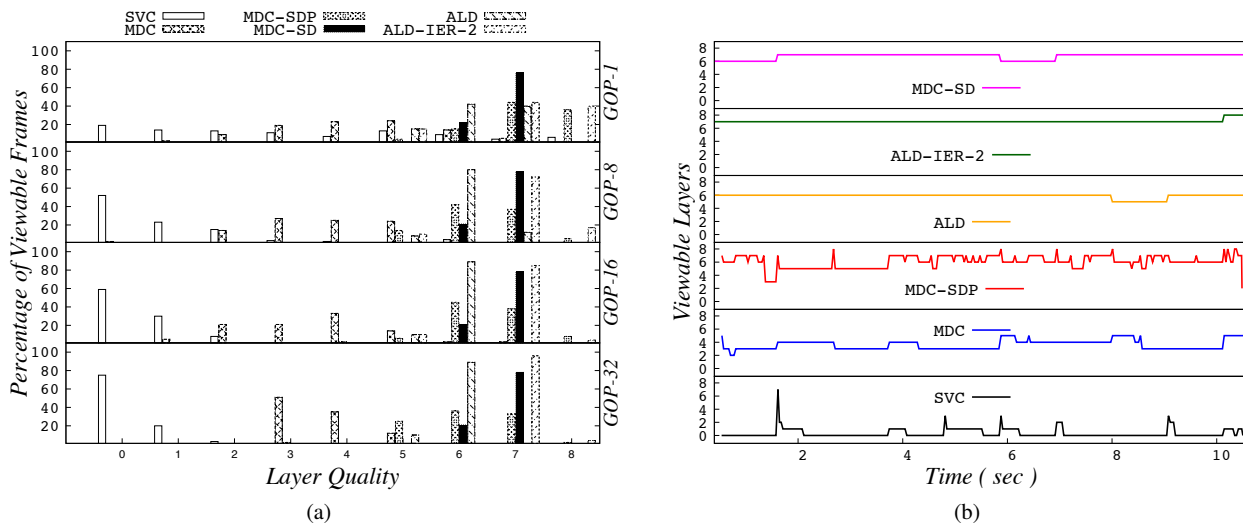 SVC MDC-SDP ALD
MDC MDC-SD ALD-IER-2
Percentage of Viewable Frames
100
80
60
40
20
GOP-1
100
80
60
40
20
GOP-8
100
80
60
40
20
GOP-16
100
80
60
40
20
GOP-32
0 1 2 3 4 5 6 7 8
Layer Quality
(a)
Viewable Layers
8
6
4
2
0
MDC-SD
8
6
4
2
0
ALD-IER-2
8
6
4
2
0
ALD
8
6
4
2
0
MDC-SDP
8
6
4
2
0
MDC
8
6
4
2
0
SVC
2 4 6 8 10
Time ( sec )
(b)